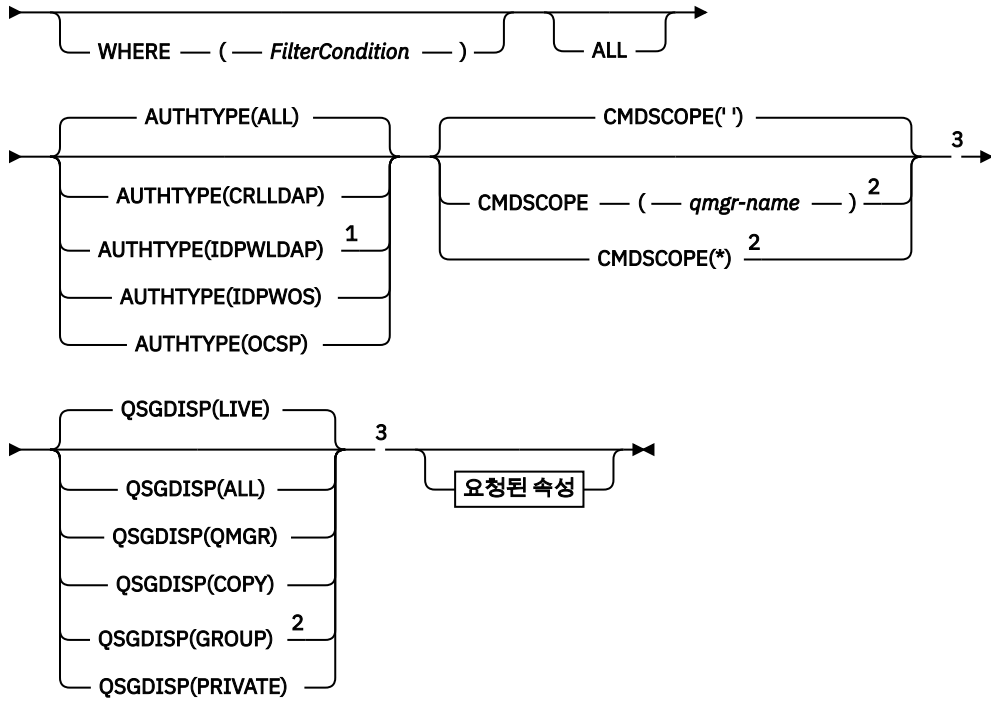 WHERE ( FilterCondition ) ALL
AUTHTYPE(ALL) CMDSCOPE(' ')
3
AUTHTYPE(CRLLDAP) CMDSCOPE ( qmgr-name ) 2
AUTHTYPE(IDPWLDAP) 1 CMDSCOPE(*) 2
AUTHTYPE(IDPWOS)
AUTHTYPE(OCSP)
QSGDISP(LIVE)
3
QSGDISP(ALL) 요청된 속성
QSGDISP(QMGR)
QSGDISP(COPY)
QSGDISP(GROUP) 2
QSGDISP(PRIVATE)